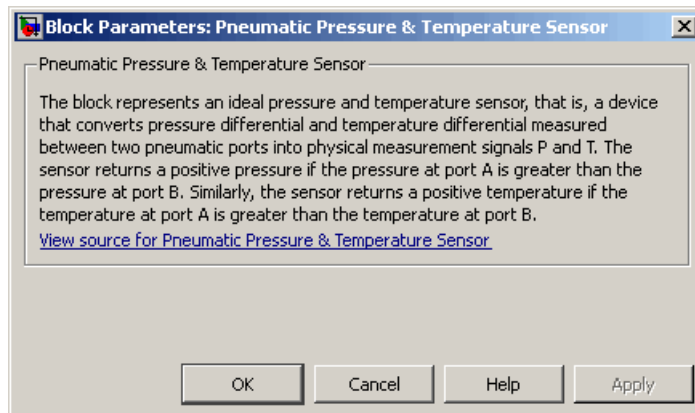 Block Parameters: Pneumatic Pressure & Temperature Sensor
Pneumatic Pressure & Temperature Sensor
The block represents an ideal pressure and temperature sensor, that is, a device
that converts pressure differential and temperature differential measured
between two pneumatic ports into physical measurement signals P and T. The
sensor returns a positive pressure if the pressure at port A is greater than the
pressure at port B. Similarly, the sensor returns a positive temperature if the
temperature at port A is greater than the temperature at port B.
View source for Pneumatic Pressure & Temperature Sensor
OK Cancel Help Apply